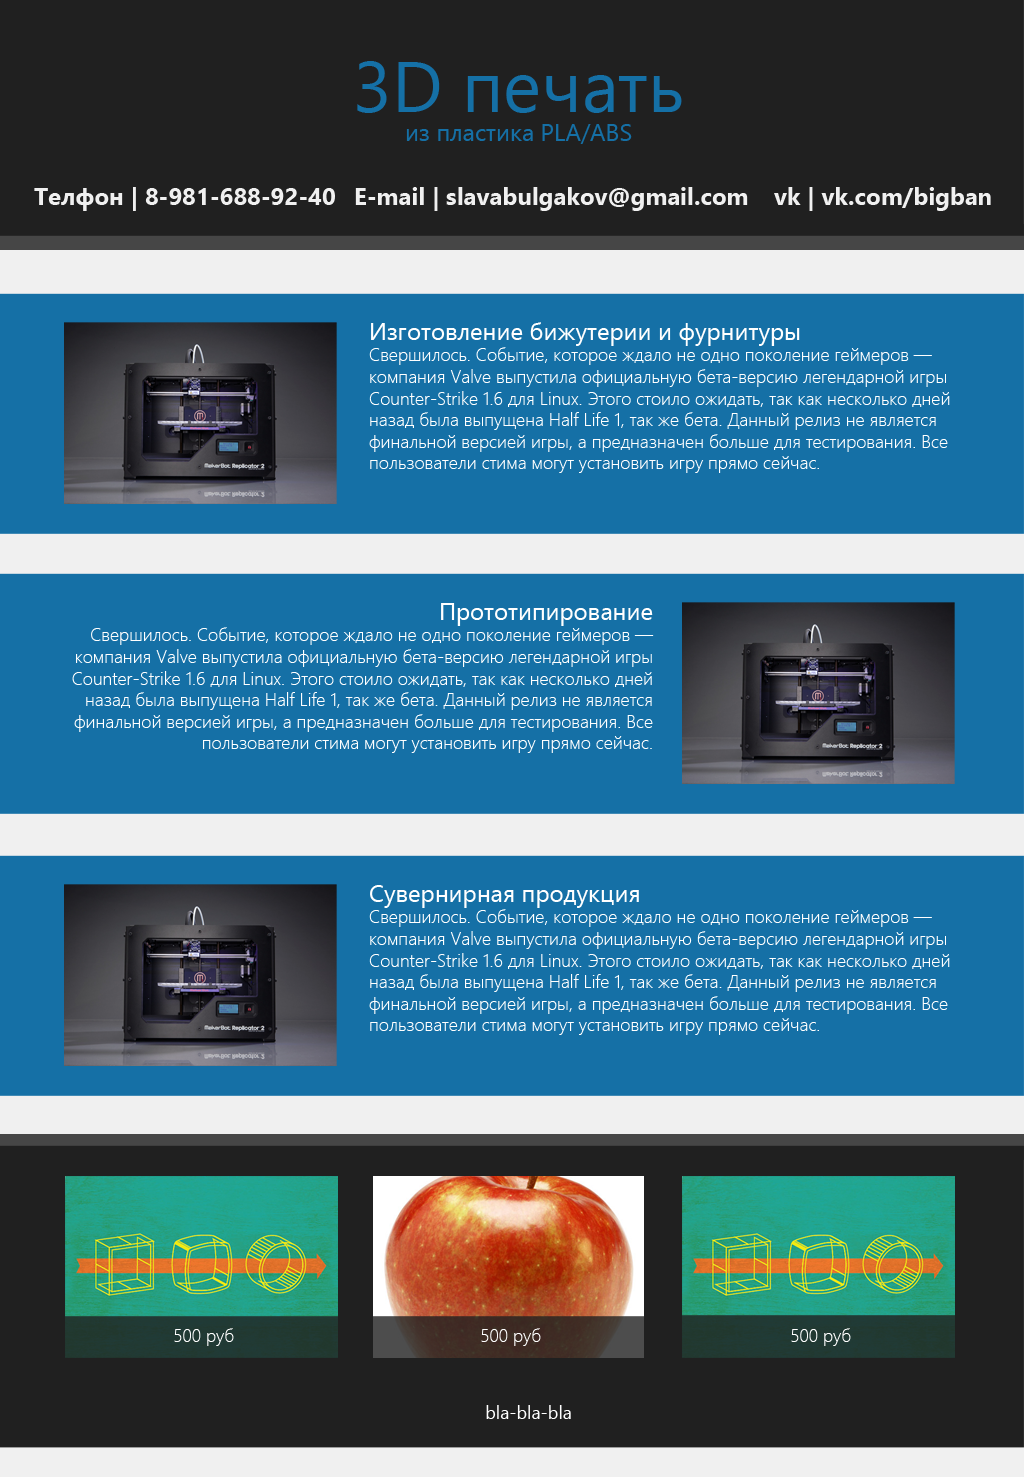 3D печать
из пластика PLA/ABS
Телфон | 8-981-688-92-40 E-mail | slavabulgakov@gmail.com vk | vk.com/bigban
Изготовление бижутерии и фурнитуры
Свершилось. Событие, которое ждало не одно поколение геймеров —
компания Valve выпустила официальную бета-версию легендарной игры
Counter-Strike 1.6 для Linux. Этого стоило ожидать, так как несколько дней
назад была выпущена Half Life 1, так же бета. Данный релиз не является
финальной версией игры, а предназначен больше для тестирования. Все
пользователи стима могут установить игру прямо сейчас.
MakerBot. Replicator 2
Прототипирование
Свершилось. Событие, которое ждало не одно поколение геймеров —
компания Valve выпустила официальную бета-версию легендарной игры
Counter-Strike 1.6 для Linux. Этого стоило ожидать, так как несколько дней
назад была выпущена Half Life 1, так же бета. Данный релиз не является
финальной версией игры, а предназначен больше для тестирования. Все
пользователи стима могут установить игру прямо сейчас.
MakerBot. Replicator 2
Сувернирная продукция
Свершилось. Событие, которое ждало не одно поколение геймеров —
компания Valve выпустила официальную бета-версию легендарной игры
Counter-Strike 1.6 для Linux. Этого стоило ожидать, так как несколько дней
назад была выпущена Half Life 1, так же бета. Данный релиз не является
финальной версией игры, а предназначен больше для тестирования. Все
пользователи стима могут установить игру прямо сейчас.
MakerBot. Replicator 2
500 руб
500 руб
500 руб
bla-bla-bla